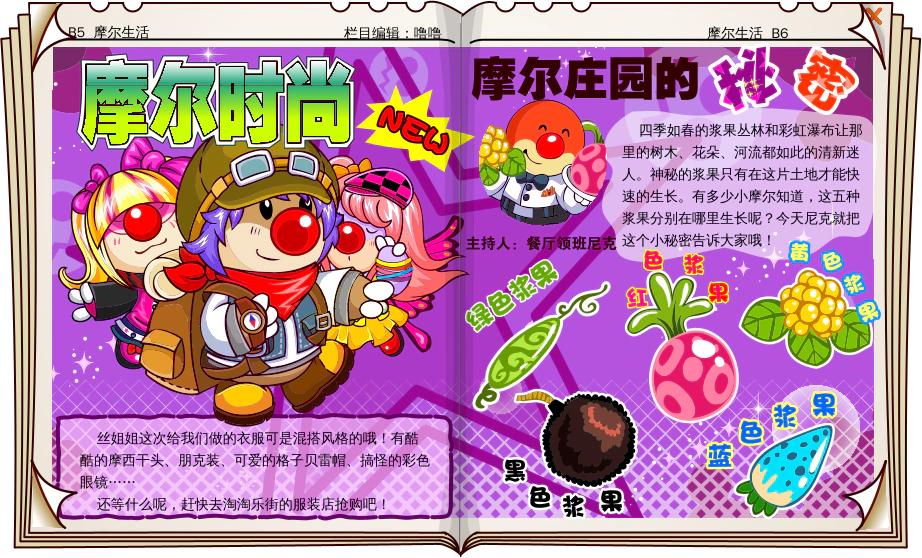 B5 摩尔生活
栏目编辑：噜噜
摩尔时尚
NEW
丝姐姐这次给我们做的衣服可是混搭风格的哦！有酷
酷的摩西干头、朋克装、可爱的格子贝雷帽、搞怪的彩色
眼镜……
还等什么呢，赶快去淘淘乐街的服装店抢购吧！
摩尔生活 B6
摩尔庄园的秘密
四季如春的浆果丛林和彩虹瀑布让那
里的树木、花朵、河流都如此的清新迷
人。神秘的浆果只有在这片土地才能快
速的生长。有多少小摩尔知道，这五种
浆果分别在哪里生长呢？今天尼克就把
这个小秘密告诉大家哦！
主持人：餐厅领班尼克
绿色浆果
红色浆果
黄色浆果
黑色浆果
蓝色浆果